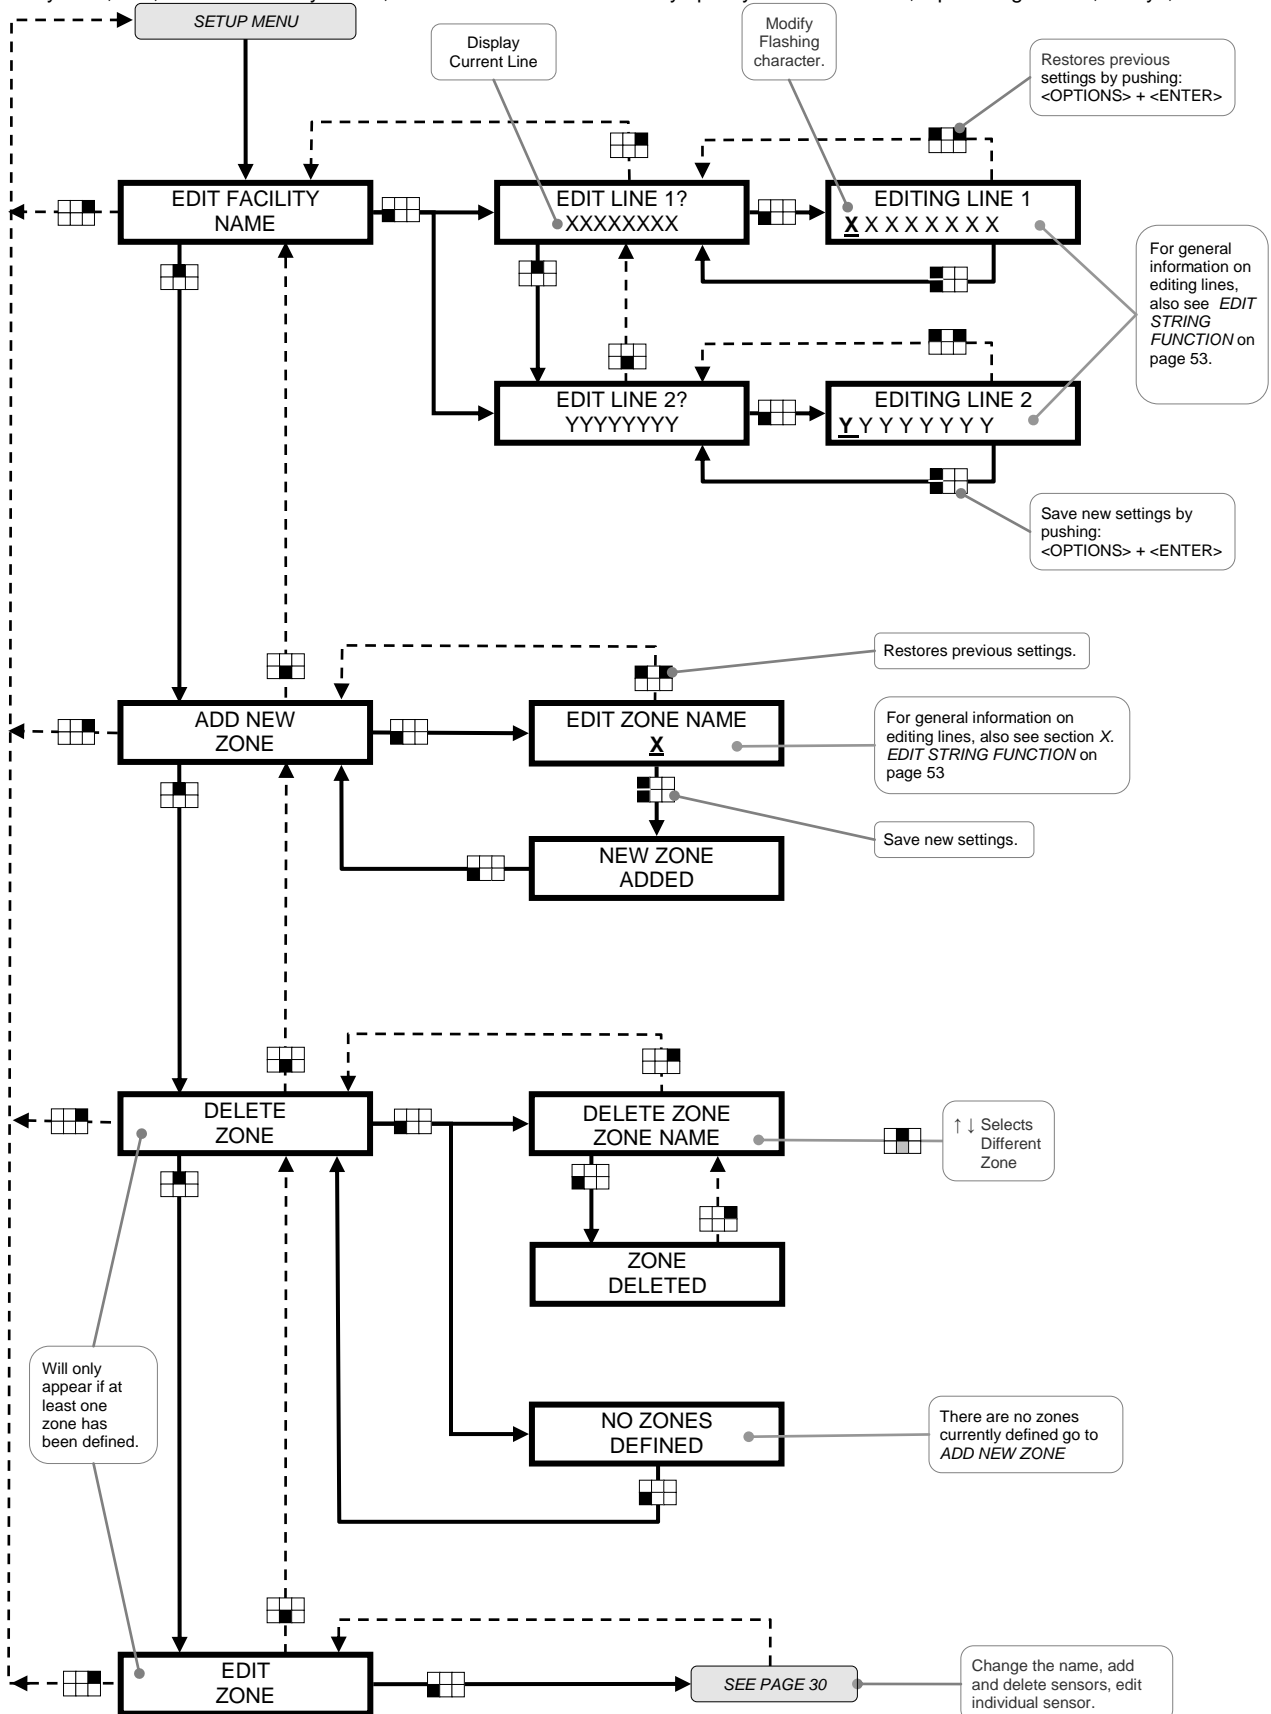 SETUP MENU
Display
Current Line
Modify
Flashing
character.
Restores previous
settings by pushing:
<OPTIONS> + <ENTER>
EDIT FACILITY
NAME
EDIT LINE 1?
XXXXXXXX
EDITING LINE 1
X X X X X X X X
For general
information on
editing lines,
also see EDIT
STRING
FUNCTION on
page 53.
EDIT LINE 2?
YYYYYYYY
EDITING LINE 2
Y Y Y Y Y Y Y Y
Save new settings by
pushing:
<OPTIONS> + <ENTER>
Restores previous settings.
ADD NEW
ZONE
EDIT ZONE NAME
X
For general information on
editing lines, also see section X.
EDIT STRING FUNCTION on
page 53
Save new settings.
NEW ZONE
ADDED
DELETE
ZONE
DELETE ZONE
ZONE NAME
↑ ↓ Selects
Different
Zone
ZONE
DELETED
Will only
appear if at
least one
zone has
been defined.
NO ZONES
DEFINED
There are no zones
currently defined go to
ADD NEW ZONE
EDIT
ZONE
SEE PAGE 30
Change the name, add
and delete sensors, edit
individual sensor.